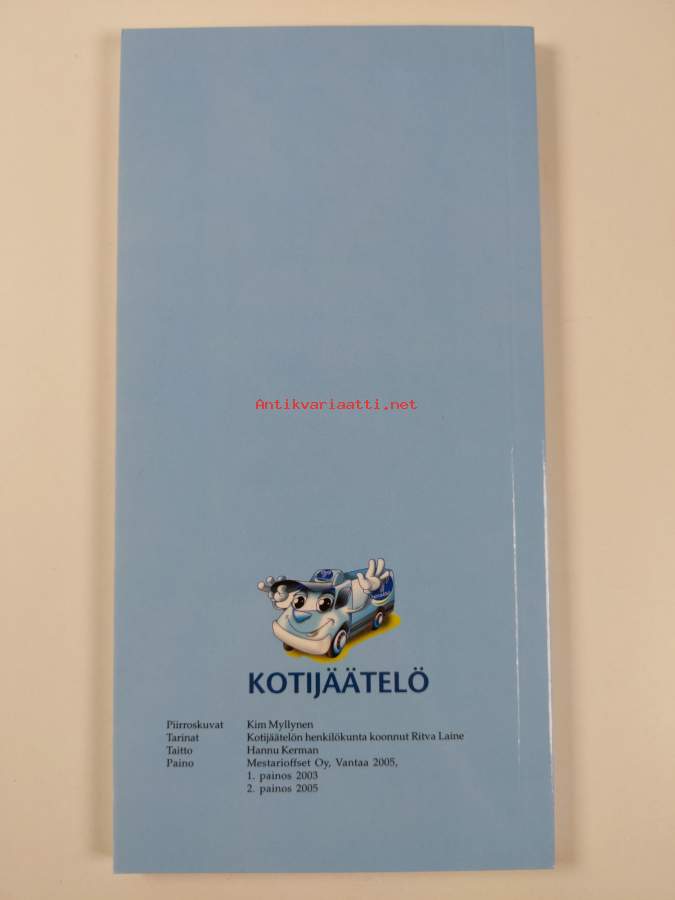 Antikvariaatti.net
KOTIJÄÄTELÖ
Piirroskuvat Kim Myllynen
Tarinat Kotijäätelön henkilökunta koonnut Ritva Laine
Taitto Hannu Kerman
Paino Mestarioffset Oy, Vantaa 2005,
1. painos 2003
2. painos 2005